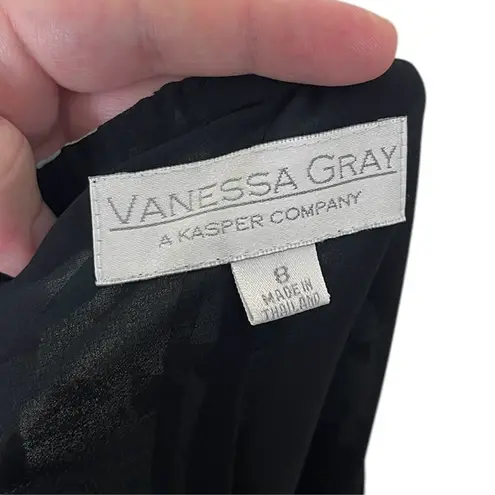 VANESSA GRAY
A KASPER COMPANY
8
MADE IN
THAILAND